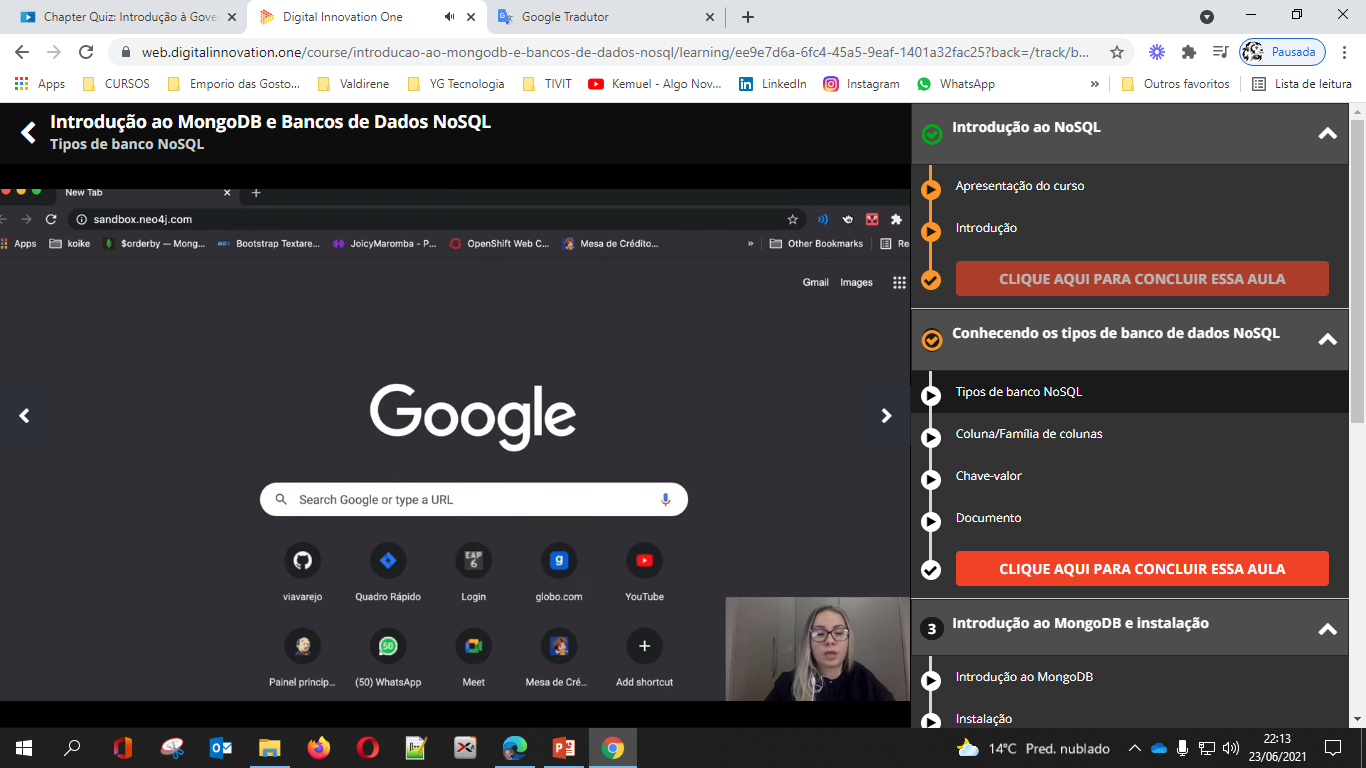 Chapter Quiz: Introdução à Gove
Digital Innovation One
Google Tradutor
web.digitalinnovation.one/course/introducao-ao-mongodb-e-bancos-de-dados-nosql/learning/ee9e7d6a-6fc4-45a5-9eaf-1401a32fac25?back=/track/b...
Pausada
Apps
CURSOS
Emporio das Gosto...
Valdirene
YG Tecnologia
TIVIT
Kemuel - Algo Nov...
LinkedIn
Instagram
WhatsApp
»
Outros favoritos
Lista de leitura
Introdução ao MongoDB e Bancos de Dados NoSQL
Tipos de banco NoSQL
New Tab
sandbox.neo4j.com
Apps
koike
$orderby — Mong...
Bootstrap Textare...
JoicyMaromba - P...
OpenShift Web C...
Mesa de Crédito...
»
Other Bookmarks
Re
Gmail
Images
Google
Search Google or type a URL
EAP
6
g
viavarejo
Quadro Rápido
Login
globo.com
YouTube
50
Painel princip...
(50) WhatsApp
Meet
Mesa de Cré...
Add shortcut
Introdução ao NoSQL
Apresentação do curso
Introdução
CLIQUE AQUI PARA CONCLUIR ESSA AULA
Conhecendo os tipos de banco de dados NoSQL
Tipos de banco NoSQL
Coluna/Família de colunas
Chave-valor
Documento
CLIQUE AQUI PARA CONCLUIR ESSA AULA
3
Introdução ao MongoDB e instalação
Introdução ao MongoDB
Instalação
14°C Pred. nublado
22:13
23/06/2021